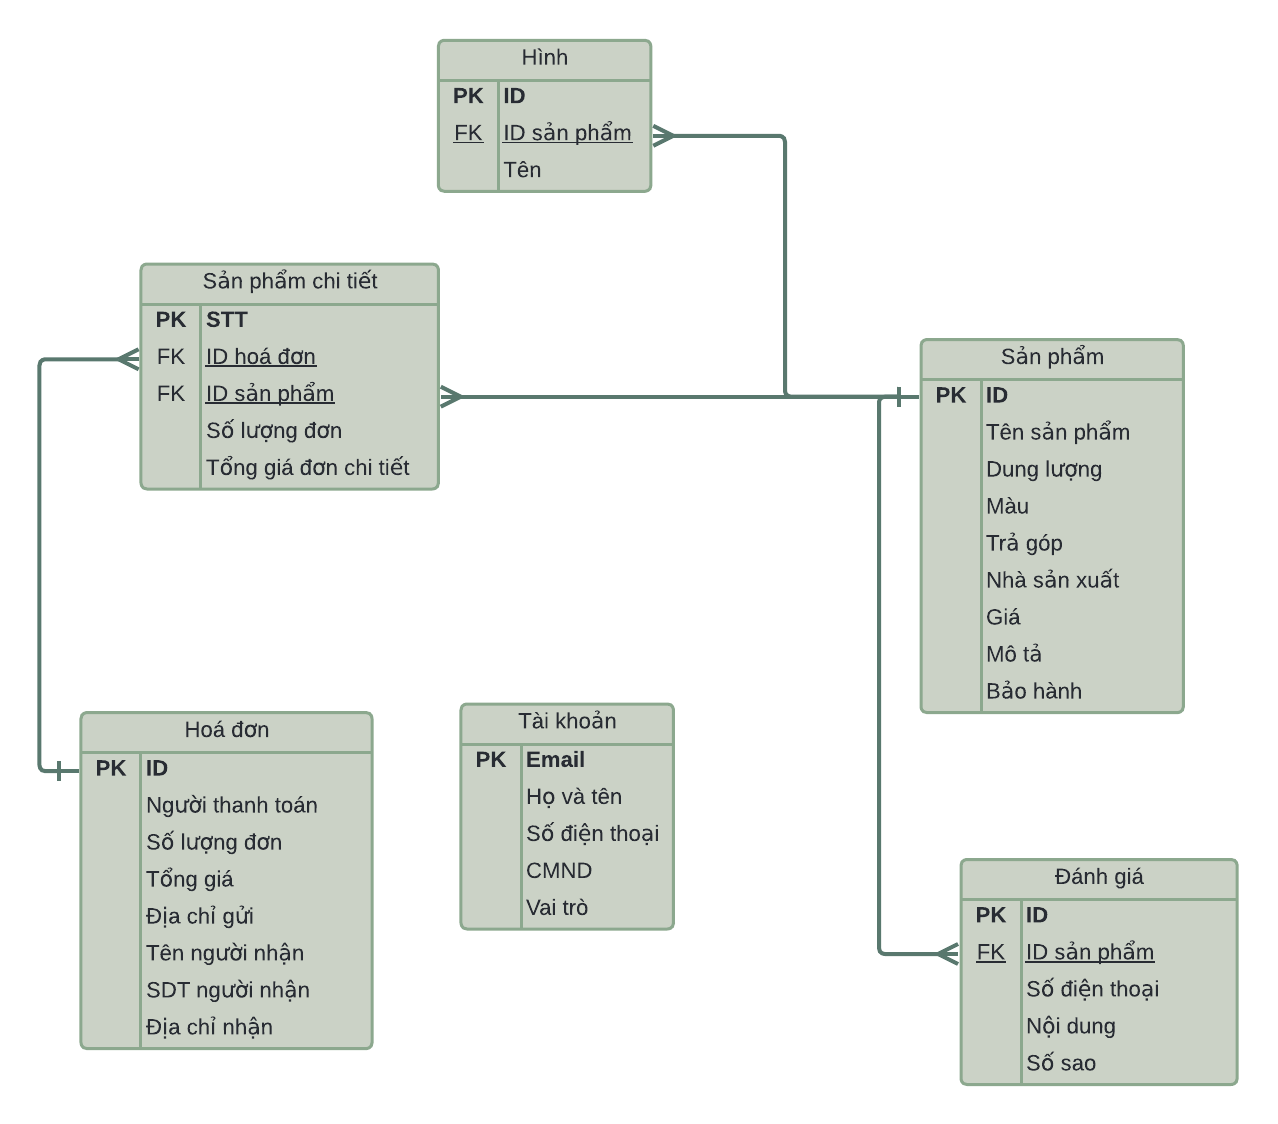 Hình
PK ID
FK ID sản phẩm
Tên
Sản phẩm chi tiết
PK STT
FK ID hoá đơn
FK ID sản phẩm
Số lượng đơn
Tổng giá đơn chi tiết
Sản phẩm
PK ID
Tên sản phẩm
Dung lượng
Màu
Trả góp
Nhà sản xuất
Giá
Mô tả
Bảo hành
Hoá đơn
PK ID
Người thanh toán
Số lượng đơn
Tổng giá
Địa chỉ gửi
Tên người nhận
SDT người nhận
Địa chỉ nhận
Tài khoản
PK Email
Họ và tên
Số điện thoại
CMND
Vai trò
Đánh giá
PK ID
FK ID sản phẩm
Số điện thoại
Nội dung
Số sao